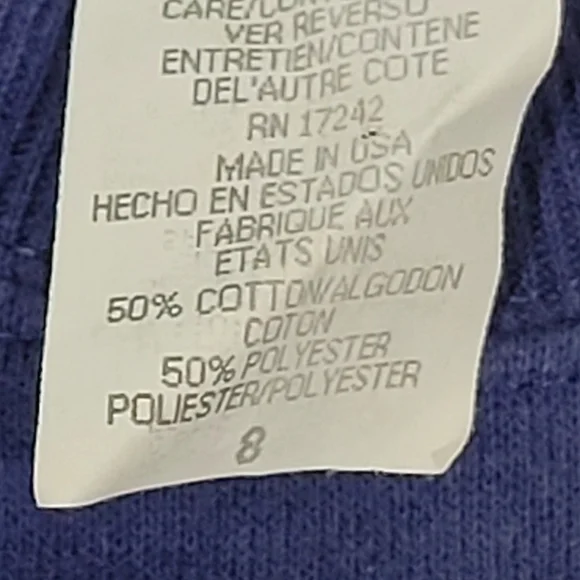 CARE/CONT
VER REVERSO
ENTRETIEN/CONTENE
DEL'AUTRE COTE
RN 17242
MADE IN USA
HECHO EN ESTADOS UNIDOS
FABRIQUE AUX
ETATS UNIS
50% COTTON/ALGODON
COTON
50% POLYESTER
POLIESTER/POLYESTER
8